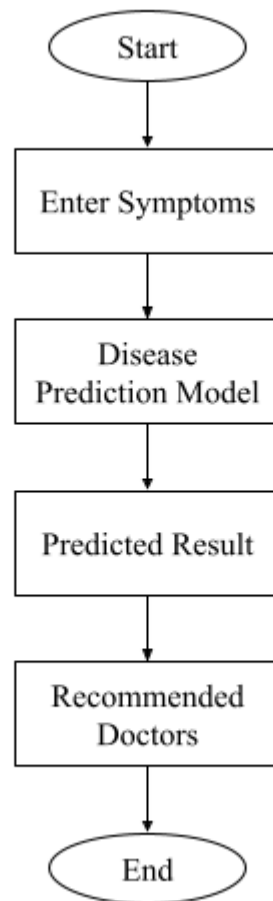 Start
Enter Symptoms
Disease
Prediction Model
Predicted Result
Recommended
Doctors
End